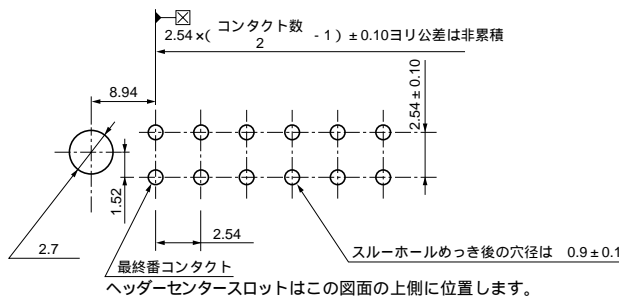 コンタクト数
2.54 ×( 2 - 1 ) ± 0.10ヨリ公差は非累積
8.94
2.54 ± 0.10
1.52
2.7
2.54
スルーホールめっき後の穴径は 0.9 ± 0.1
最終番コンタクト
ヘッダーセンタースロットはこの図面の上側に位置します。